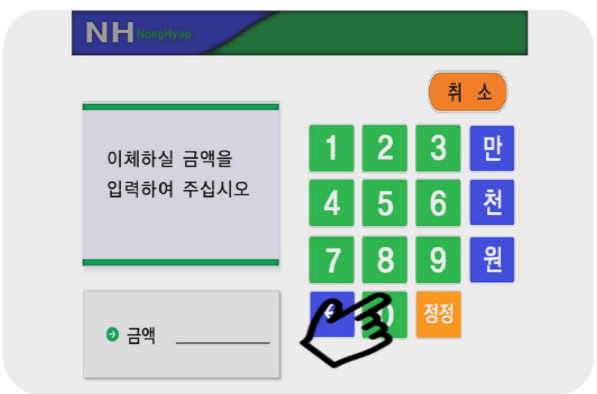 NH NongHyup
취 소
이체하실 금액을
입력하여 주십시오
1 2 3 만
4 5 6 천
7 8 9 원
정정
금액